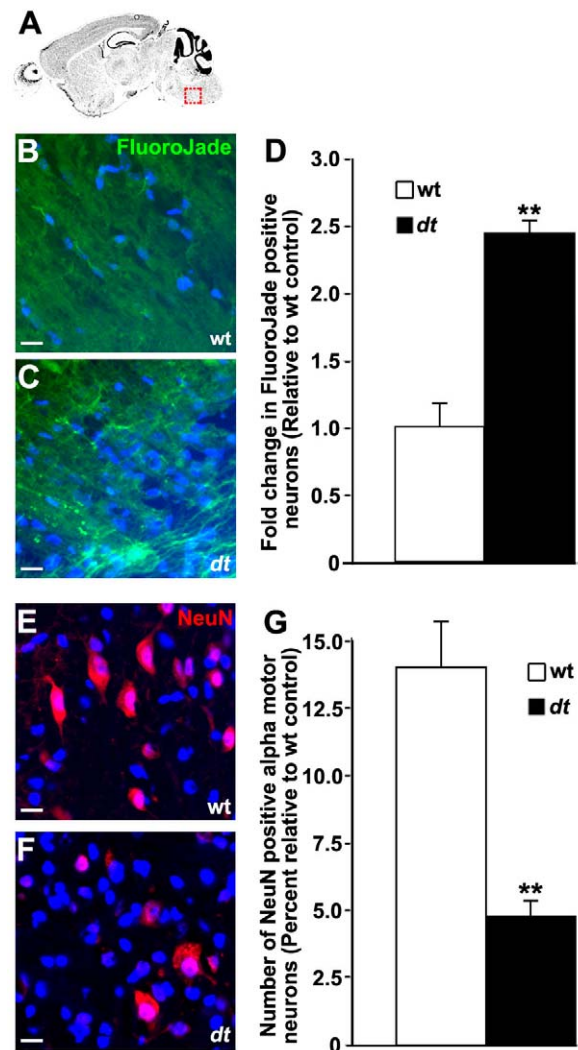 A
B
FluoroJade
wt
C
dt
D
Fold change in FluoroJade positive
neurons (Relative to wt control)
3.0
2.5
2.0
1.5
1.0
0.5
0
wt
dt
**
E
NeuN
wt
F
dt
G
Number of NeuN positive alpha motor
neurons (Percent relative to wt control)
15.0
12.5
10.0
7.5
5.0
2.5
0
wt
dt
**